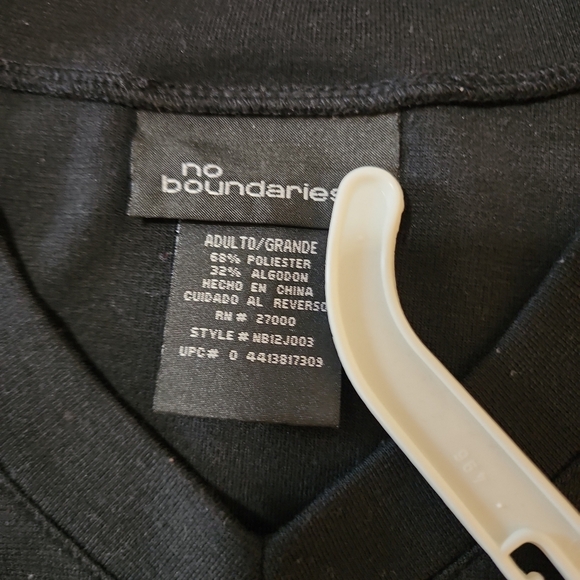 no
boundaries
ADULTO/GRANDE
68% POLIESTER
32% ALGODON
HECHO EN CHINA
CUIDADO AL REVERSO
RN# 27000
STYLE# NB12J003
UPC# 0 4413817309